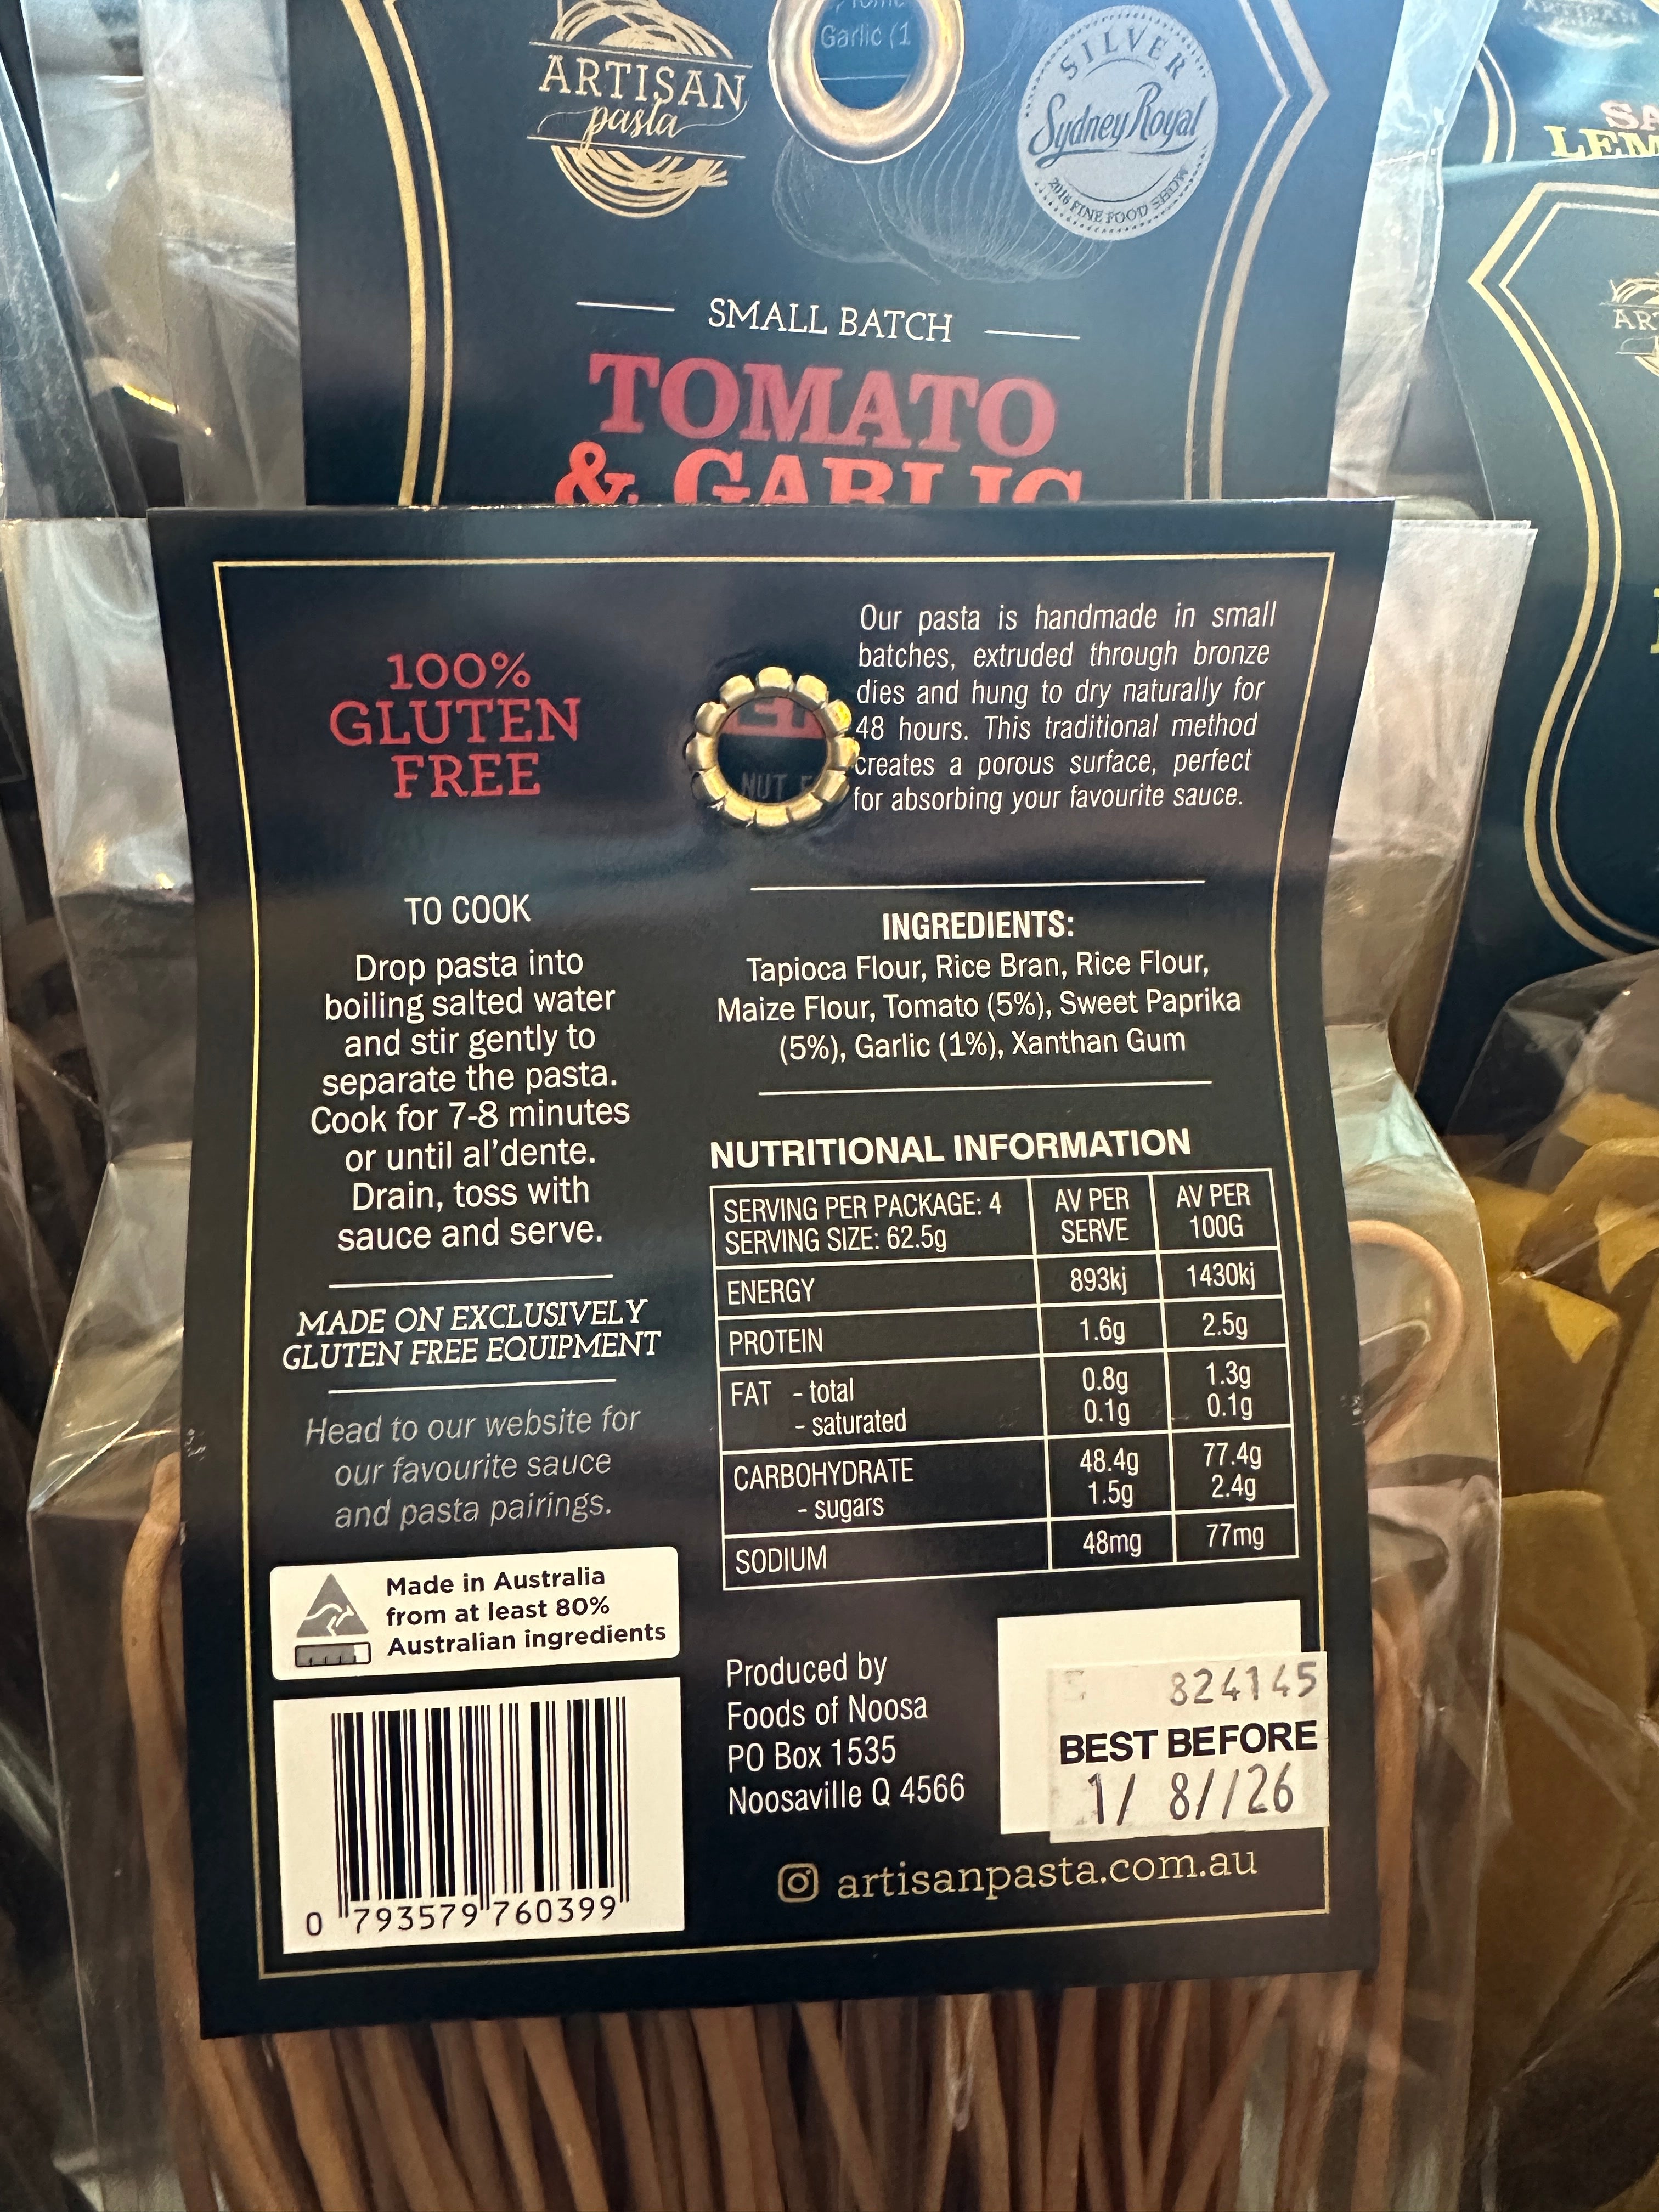 Garlic (1
ARTISAN
pasta
SILVER
Sydney Royal
2016 FINE FOOD SHOW
SMALL BATCH
TOMATO
& GARLIC
100%
GLUTEN
FREE
NUT
Our pasta is handmade in small
batches, extruded through bronze
dies and hung to dry naturally for
48 hours. This traditional method
creates a porous surface, perfect
for absorbing your favourite sauce.
TO COOK
Drop pasta into
boiling salted water
and stir gently to
separate the pasta.
Cook for 7-8 minutes
or until al'dente.
Drain, toss with
sauce and serve.
MADE ON EXCLUSIVELY
GLUTEN FREE EQUIPMENT
Head to our website for
our favourite sauce
and pasta pairings.
Made in Australia
from at least 80%
Australian ingredients
0 793579 760399
INGREDIENTS:
Tapioca Flour, Rice Bran, Rice Flour,
Maize Flour, Tomato (5%), Sweet Paprika
(5%), Garlic (1%), Xanthan Gum
NUTRITIONAL INFORMATION
SERVING PER PACKAGE: 4 AV PER AV PER
SERVING SIZE: 62.5g SERVE 100G
ENERGY 893kj 1430kj
PROTEIN 1.6g 2.5g
FAT - total 0.8g 1.3g
- saturated 0.1g 0.1g
CARBOHYDRATE 48.4g 77.4g
- sugars 1.5g 2.4g
SODIUM 48mg 77mg
Produced by
Foods of Noosa
PO Box 1535
Noosaville Q 4566
824145
BEST BEFORE
1/ 8//26
artisanpasta.com.au